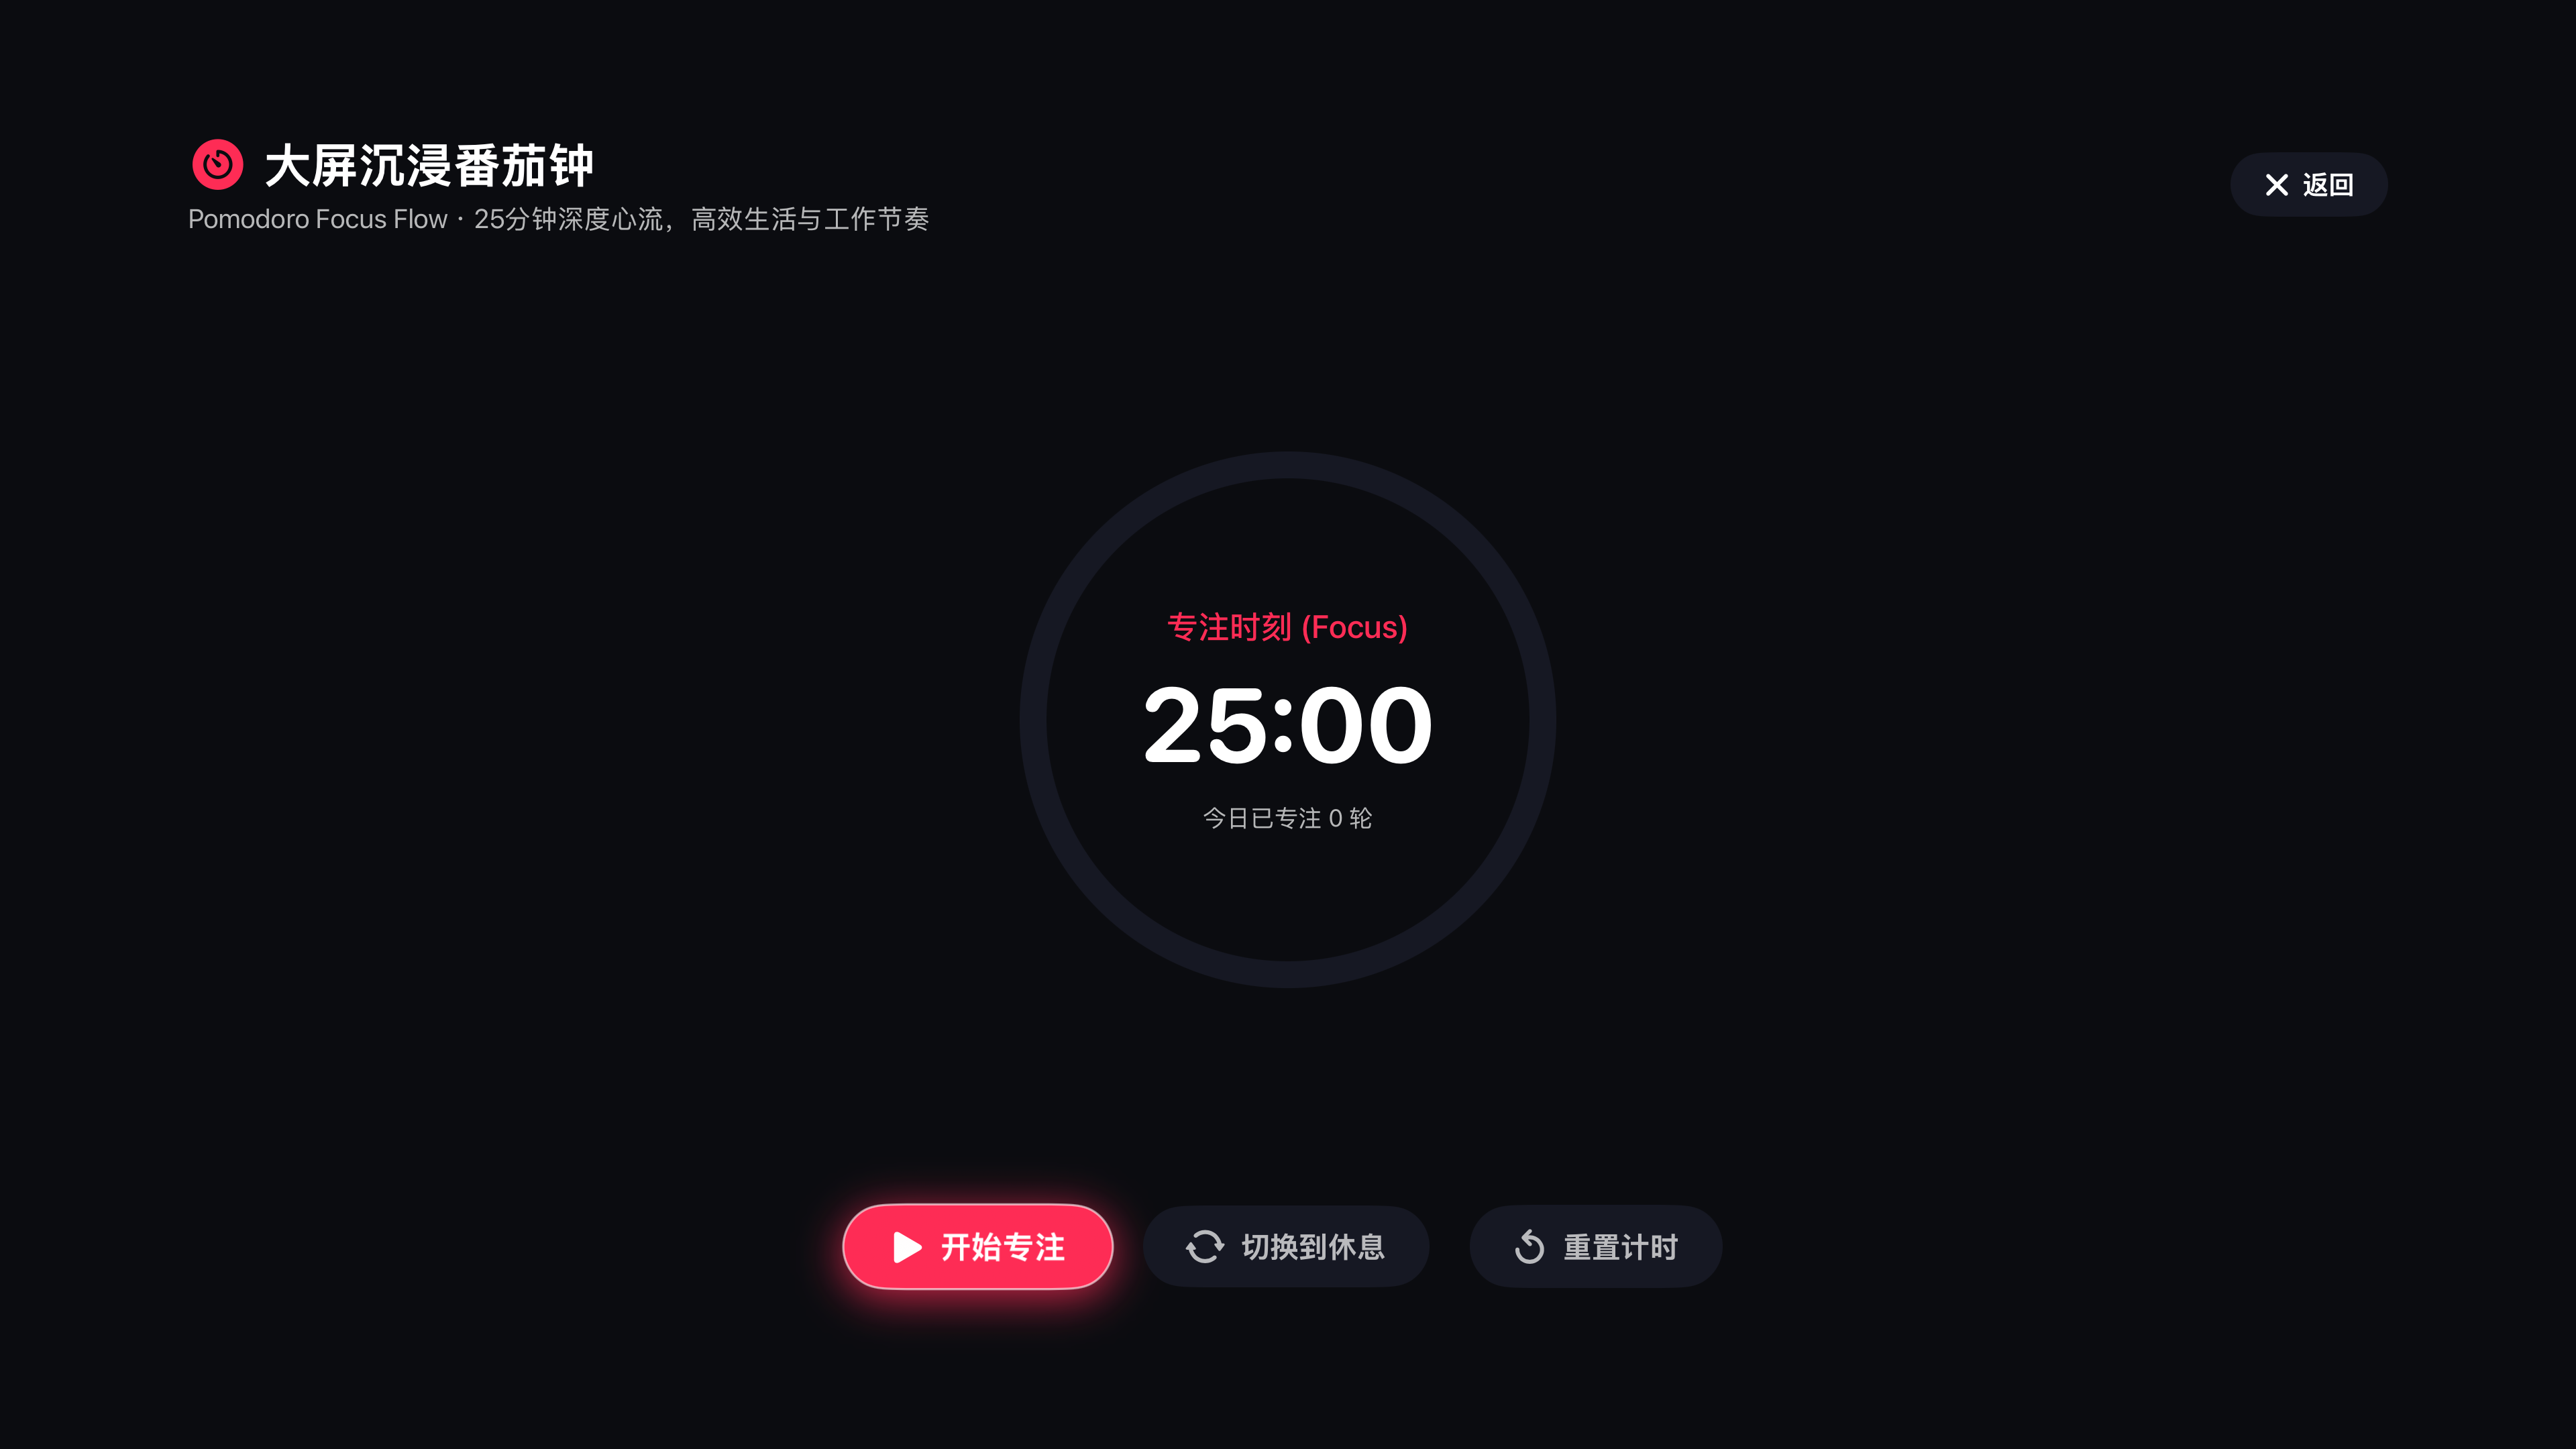 大屏沉浸番茄钟
返回
Pomodoro Focus Flow · 25分钟深度心流，高效生活与工作节奏
专注时刻 (Focus)
25:00
今日已专注 0 轮
开始专注
切换到休息
重置计时